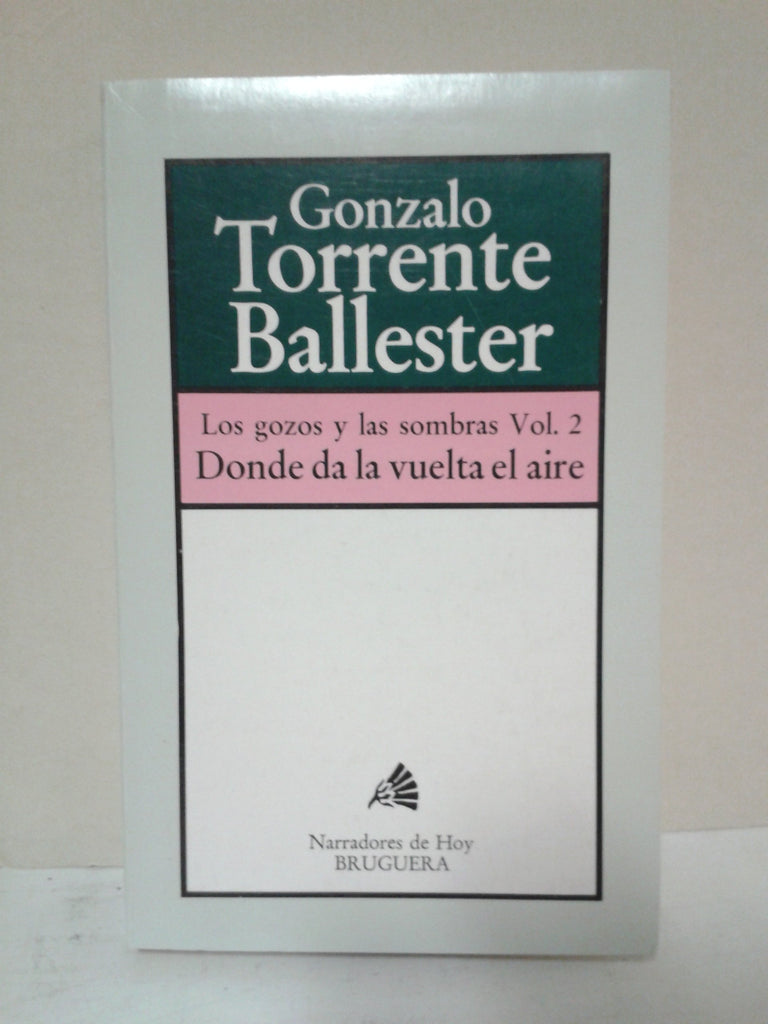 Gonzalo
Torrente
Ballester
Los gozos y las sombras Vol. 2
Donde da la vuelta el aire
Narradores de Hoy
BRUGUERA